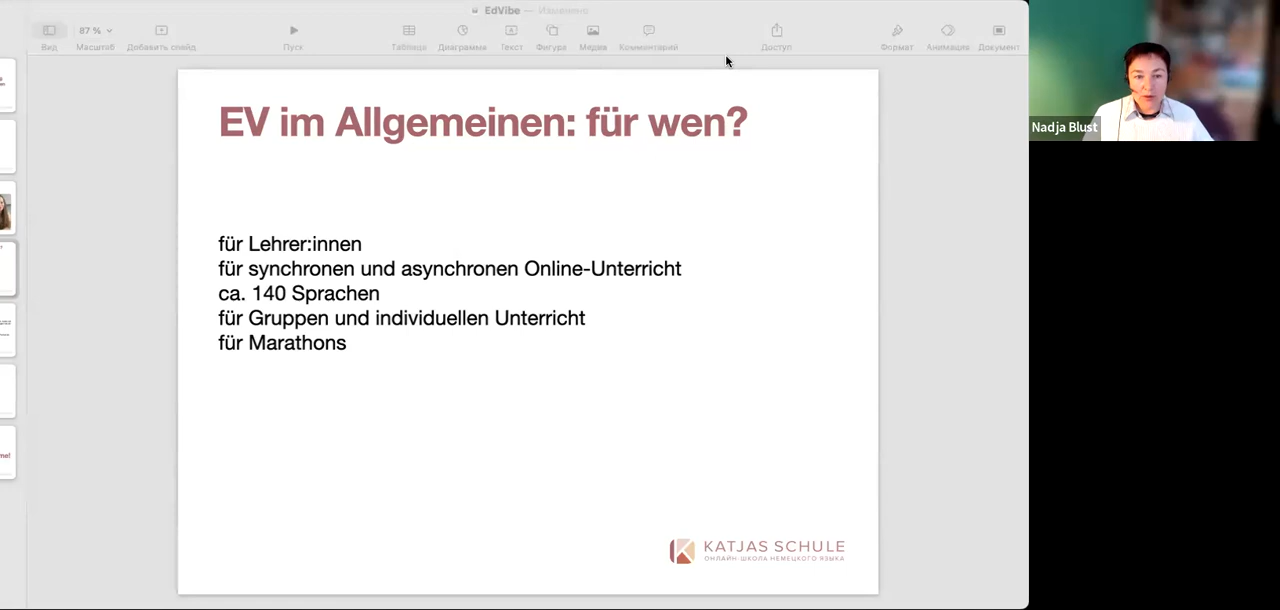 EdVibe — Изменено
87 %
Вид
Масштаб
Добавить слайд
Пуск
Таблица
Диаграмма
Текст
Фигура
Медиа
Комментарий
Доступ
Формат
Анимация
Документ
EV im Allgemeinen: für wen?
für Lehrer:innen
für synchronen und asynchronen Online-Unterricht
ca. 140 Sprachen
für Gruppen und individuellen Unterricht
für Marathons
KATJAS SCHULE
ОНЛАЙН-ШКОЛА НЕМЕЦКОГО ЯЗЫКА
Nadja Blust